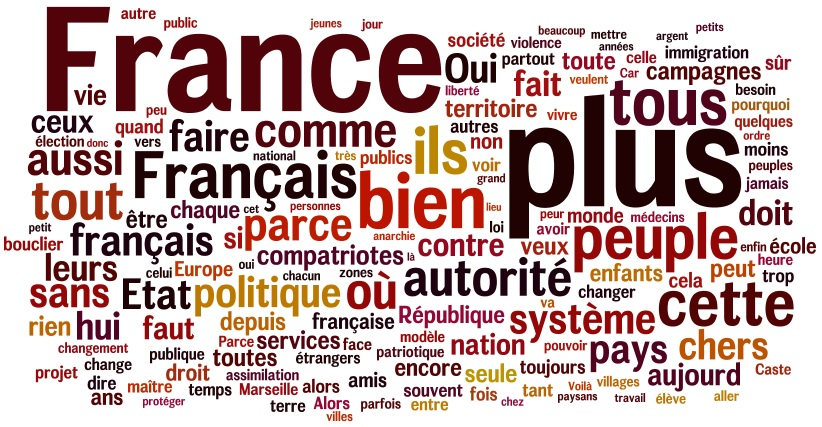 France
autre
public
jeunes
jour
beaucoup
mettre
argent
petits
société
violence
années
Oui
partout
toute
celle
immigration
sûr
vie
liberté
fait
veulent
Car
campagnes
besoin
territoire
vivre
tous
pourquoi
ceux
peu
quand
faire
comme
ils
autres
non
plus
quelques
ordre
élection
donc
vers
national
très
publics
voir
moins
aussi
Français
grand
peuples
jamais
tout
être
chaque
cet
personnes
bien
lieu
peur
monde
médecins
doit
petit
bouclier
français
si
parce
anarchie
loi
avoir
contre
veux
peuple
enfin
école
heure
leurs
celui
Europe
oui
compatriotes
là
chacun
zones
autorité
enfants
cela
peut
trop
changer
sans
Etat
politique
où
va
cette
République
rien
hui
faut
depuis
française
système
changement
Parce
services
face
modèle
nation
pouvoir
pays
chers
publique
toutes
étrangers
patriotique
projet
change
droit
assimilation
encore
seule
toujours
aujourd
Caste
dire
maître
temps
Marseille
alors
amis
souvent
fois
tant
Voilà
villages
ans
protéger
terre
Alors
parfois
entre
chez
paysans
travail
élève
aller
villes